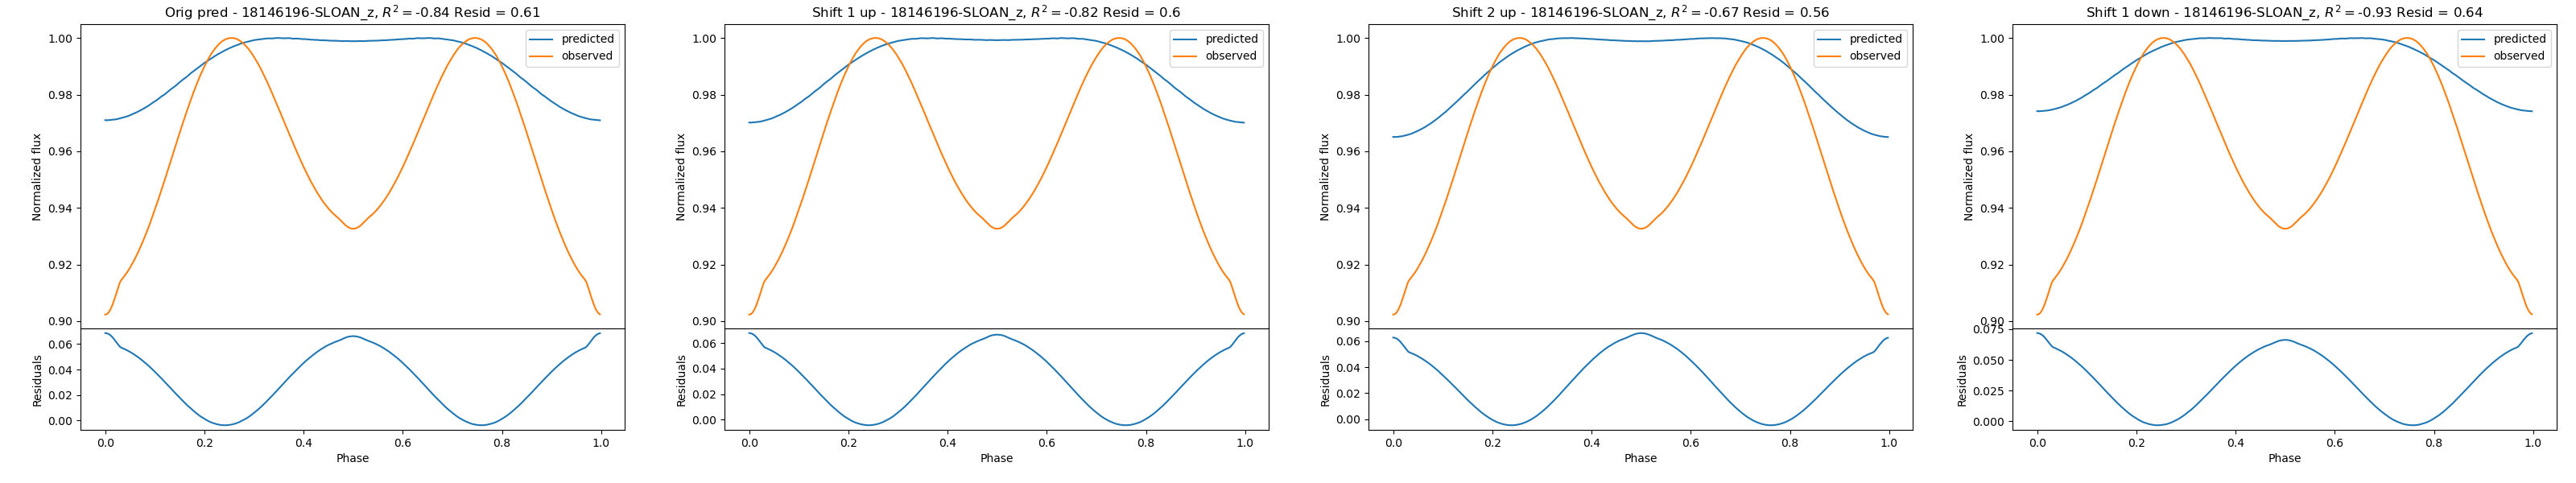 Orig pred - 18146196-SLOAN_z, R² = -0.84 Resid = 0.61
1.00
0.98
0.96
0.94
0.92
0.90
Normalized flux
predicted
observed
0.06
0.04
0.02
0.00
Residuals
0.0 0.2 0.4 0.6 0.8 1.0
Phase
Shift 1 up - 18146196-SLOAN_z, R² = -0.82 Resid = 0.6
1.00
0.98
0.96
0.94
0.92
0.90
Normalized flux
predicted
observed
0.06
0.04
0.02
0.00
Residuals
0.0 0.2 0.4 0.6 0.8 1.0
Phase
Shift 2 up - 18146196-SLOAN_z, R² = -0.67 Resid = 0.56
1.00
0.98
0.96
0.94
0.92
0.90
Normalized flux
predicted
observed
0.06
0.04
0.02
0.00
Residuals
0.0 0.2 0.4 0.6 0.8 1.0
Phase
Shift 1 down - 18146196-SLOAN_z, R² = -0.93 Resid = 0.64
1.00
0.98
0.96
0.94
0.92
0.90
Normalized flux
predicted
observed
0.075
0.050
0.025
0.000
Residuals
0.0 0.2 0.4 0.6 0.8 1.0
Phase